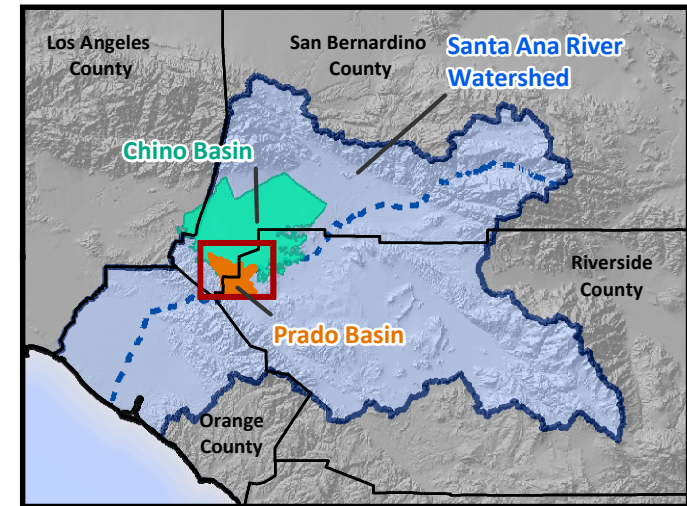 Los Angeles
County
San Bernardino
County
Santa Ana River
Watershed
Chino Basin
Riverside
County
Prado Basin
Orange
County